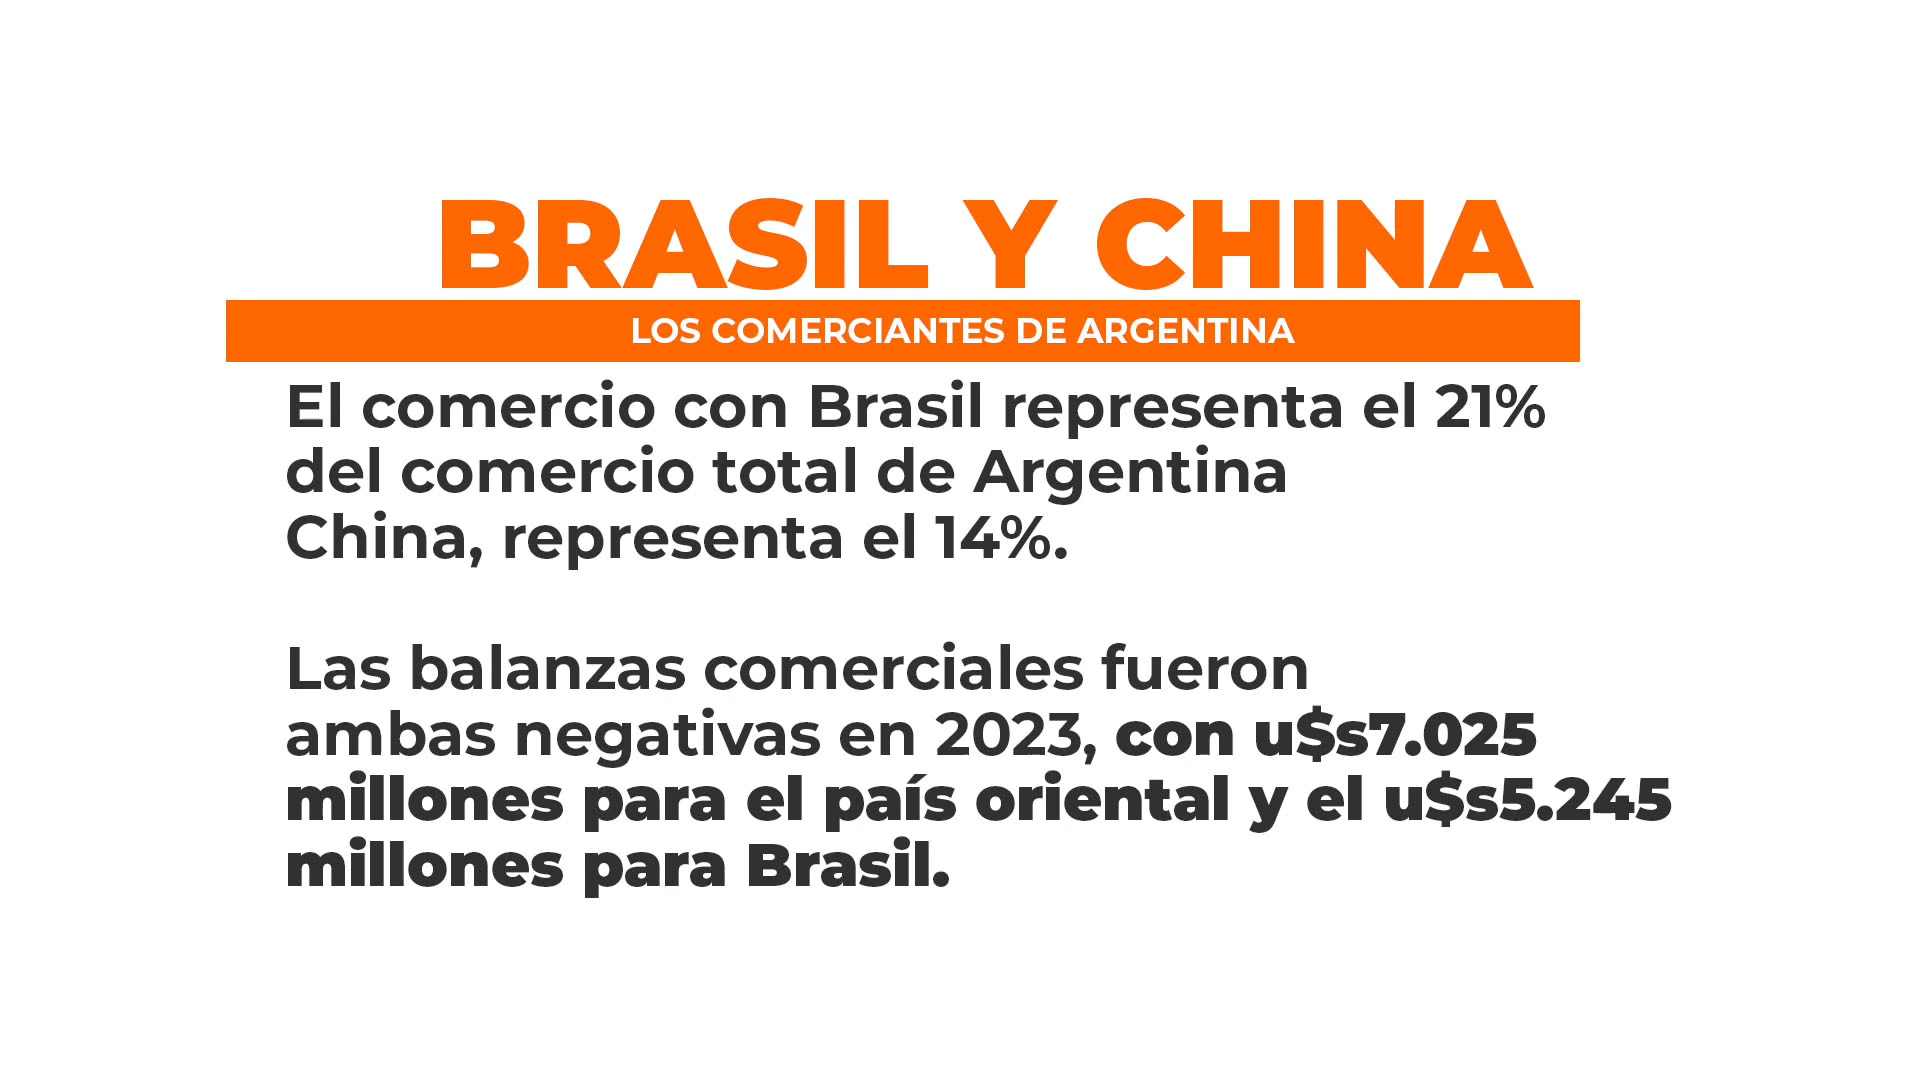 BRASIL Y CHINA
LOS COMERCIANTES DE ARGENTINA
El comercio con Brasil representa el 21%
del comercio total de Argentina
China, representa el 14%.
Las balanzas comerciales fueron
ambas negativas en 2023, con u$s7.025
millones para el país oriental y el u$s5.245
millones para Brasil.